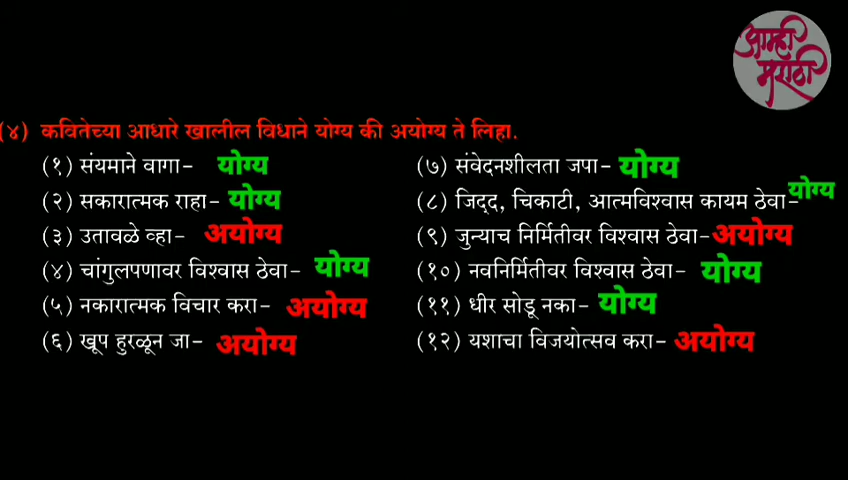 आम्ही
मराठी
(४) कवितेच्या आधारे खालील विधाने योग्य की अयोग्य ते लिहा.
(१) संयमाने वागा- योग्य
(२) सकारात्मक राहा- योग्य
(३) उतावळे व्हा- अयोग्य
(४) चांगुलपणावर विश्वास ठेवा- योग्य
(५) नकारात्मक विचार करा- अयोग्य
(६) खूप हुरळून जा- अयोग्य
(७) संवेदनशीलता जपा- योग्य
(८) जिद्द, चिकाटी, आत्मविश्वास कायम ठेवा- योग्य
(९) जुन्याच निर्मितीवर विश्वास ठेवा- अयोग्य
(१०) नवनिर्मितीवर विश्वास ठेवा- योग्य
(११) धीर सोडू नका- योग्य
(१२) यशाचा विजयोत्सव करा- अयोग्य